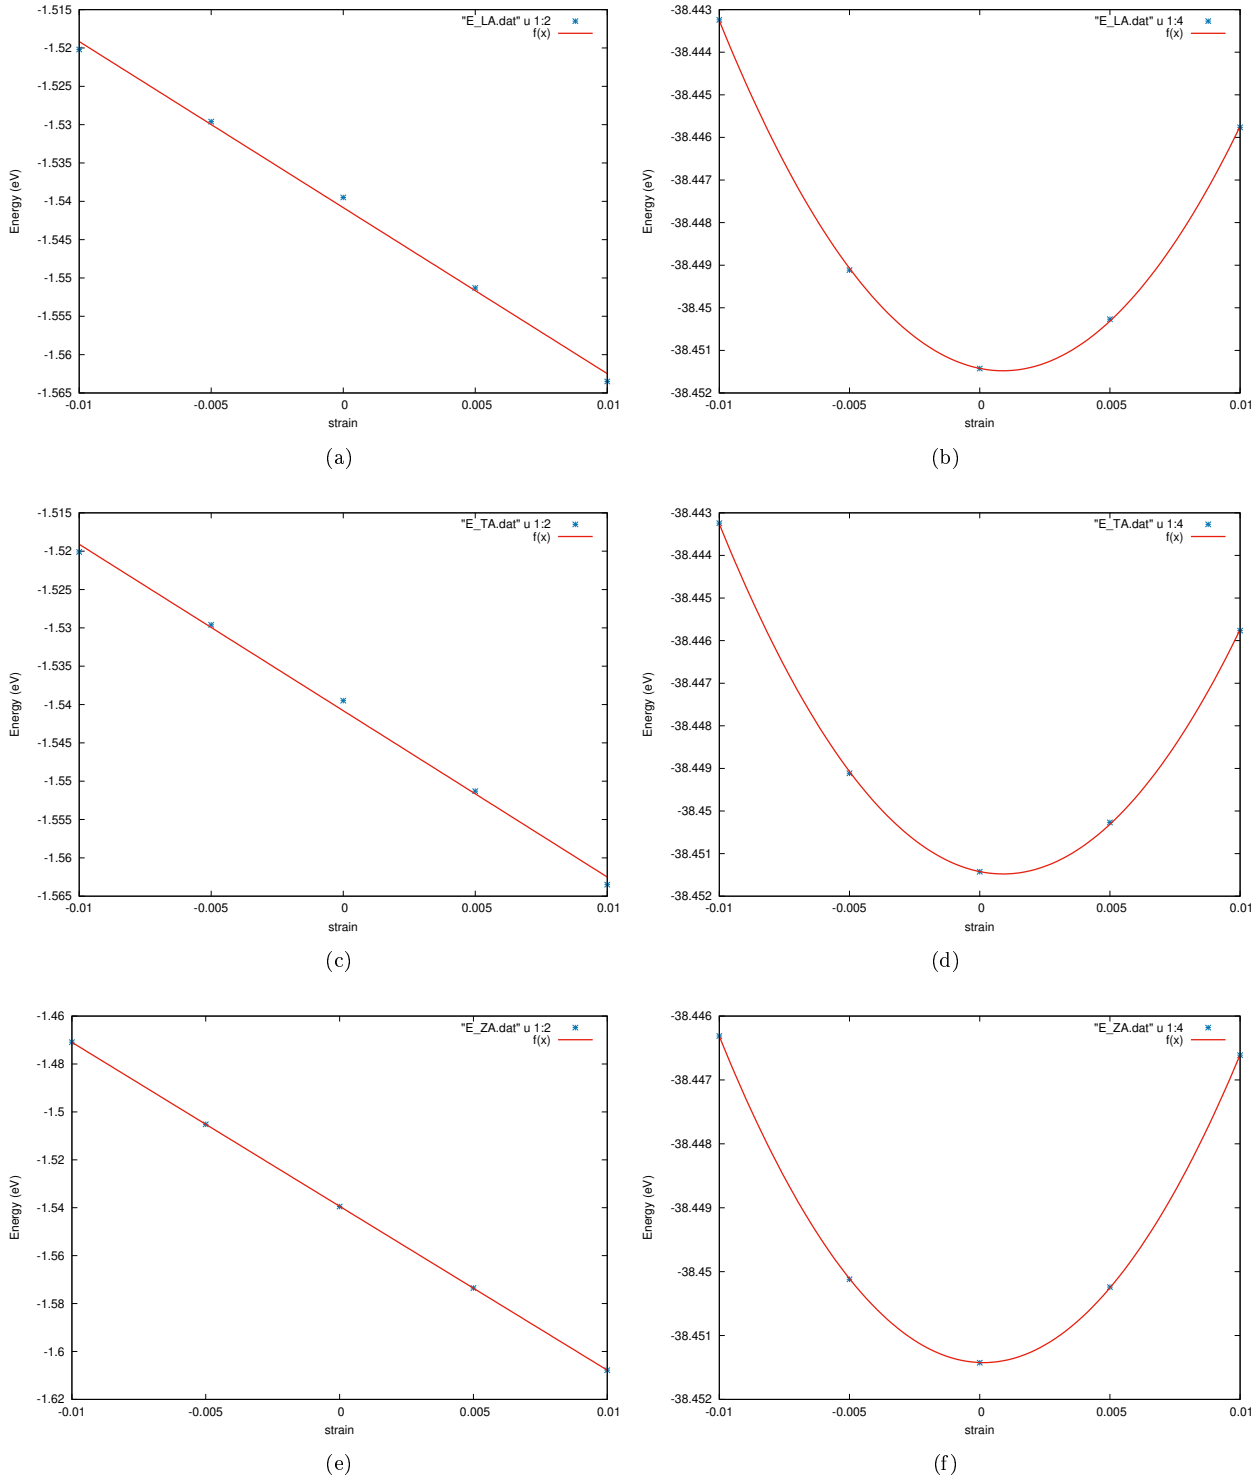 -1.515
-1.52
-1.525
-1.53
-1.535
-1.54
-1.545
-1.55
-1.555
-1.56
-1.565
-0.01 -0.005 0 0.005 0.01
Energy (eV)
strain
"E_LA.dat" u 1:2
f(x)
(a)
-38.443
-38.444
-38.445
-38.446
-38.447
-38.448
-38.449
-38.45
-38.451
-38.452
-0.01 -0.005 0 0.005 0.01
Energy (eV)
strain
"E_LA.dat" u 1:4
f(x)
(b)
-1.515
-1.52
-1.525
-1.53
-1.535
-1.54
-1.545
-1.55
-1.555
-1.56
-1.565
-0.01 -0.005 0 0.005 0.01
Energy (eV)
strain
"E_TA.dat" u 1:2
f(x)
(c)
-38.443
-38.444
-38.445
-38.446
-38.447
-38.448
-38.449
-38.45
-38.451
-38.452
-0.01 -0.005 0 0.005 0.01
Energy (eV)
strain
"E_TA.dat" u 1:4
f(x)
(d)
-1.46
-1.48
-1.5
-1.52
-1.54
-1.56
-1.58
-1.6
-1.62
-0.01 -0.005 0 0.005 0.01
Energy (eV)
strain
"E_ZA.dat" u 1:2
f(x)
(e)
-38.446
-38.447
-38.448
-38.449
-38.45
-38.451
-38.452
-0.01 -0.005 0 0.005 0.01
Energy (eV)
strain
"E_ZA.dat" u 1:4
f(x)
(f)